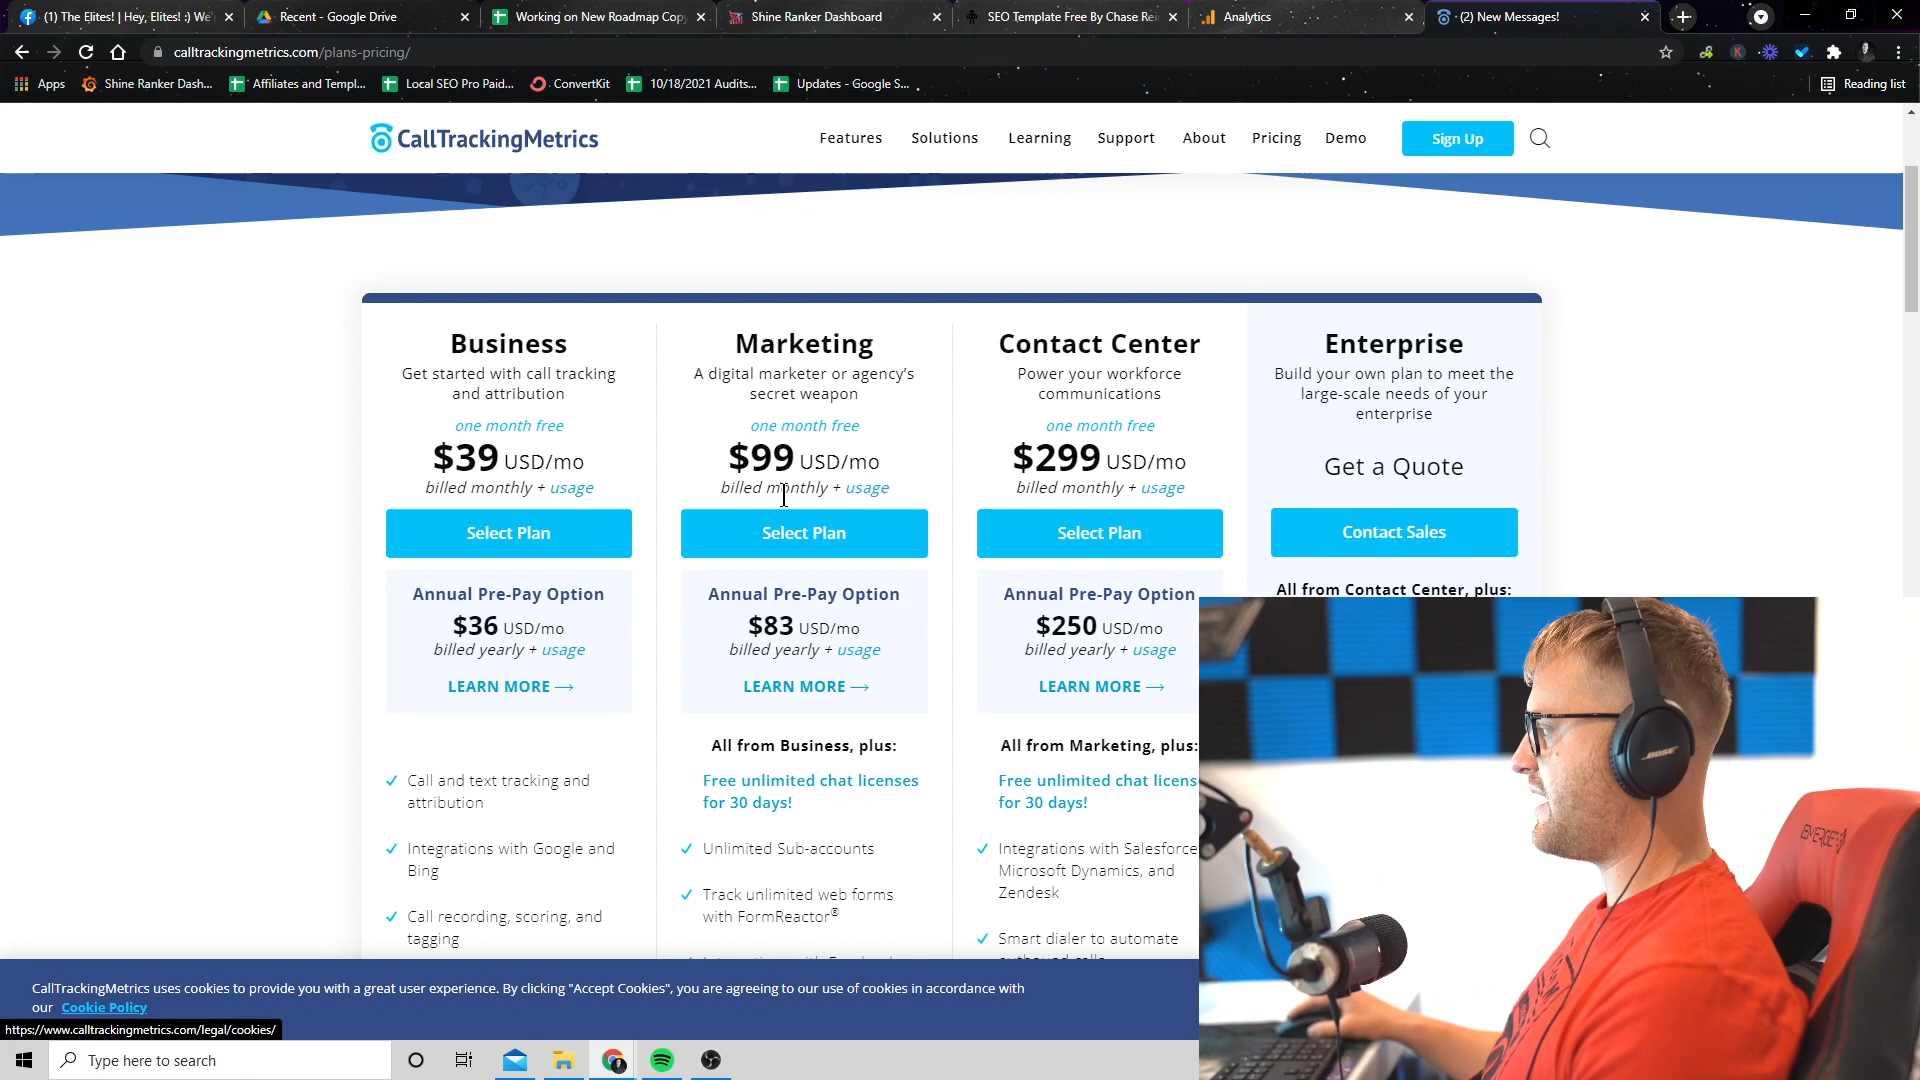 (1) The Elites! | Hey, Elites! :) We'
Recent - Google Drive
Working on New Roadmap Copy
Shine Ranker Dashboard
SEO Template Free By Chase Rei
Analytics
(2) New Messages!
calltrackingmetrics.com/plans-pricing/
Apps
Shine Ranker Dash...
Affiliates and Templ...
Local SEO Pro Paid...
ConvertKit
10/18/2021 Audits...
Updates - Google S...
Reading list
CallTrackingMetrics
Features
Solutions
Learning
Support
About
Pricing
Demo
Sign Up
Business
Get started with call tracking
and attribution
one month free
$39 USD/mo
billed monthly + usage
Select Plan
Annual Pre-Pay Option
$36 USD/mo
billed yearly + usage
LEARN MORE →
Call and text tracking and
attribution
Integrations with Google and
Bing
Call recording, scoring, and
tagging
Marketing
A digital marketer or agency's
secret weapon
one month free
$99 USD/mo
billed monthly + usage
Select Plan
Annual Pre-Pay Option
$83 USD/mo
billed yearly + usage
LEARN MORE →
All from Business, plus:
Free unlimited chat licenses
for 30 days!
Unlimited Sub-accounts
Track unlimited web forms
with FormReactor®
Contact Center
Power your workforce
communications
one month free
$299 USD/mo
billed monthly + usage
Select Plan
Annual Pre-Pay Option
$250 USD/mo
billed yearly + usage
LEARN MORE →
All from Marketing, plus:
Free unlimited chat licens
for 30 days!
Integrations with Salesforce
Microsoft Dynamics, and
Zendesk
Smart dialer to automate
Enterprise
Build your own plan to meet the
large-scale needs of your
enterprise
Get a Quote
Contact Sales
All from Contact Center, plus:
BOSE
CallTrackingMetrics uses cookies to provide you with a great user experience. By clicking "Accept Cookies", you are agreeing to our use of cookies in accordance with
our Cookie Policy
https://www.calltrackingmetrics.com/legal/cookies/
Type here to search